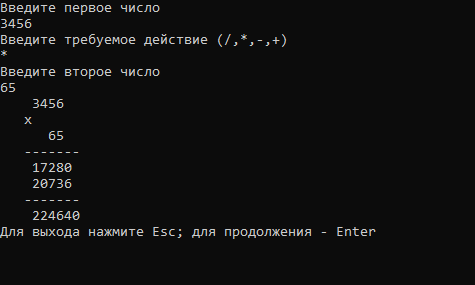 Введите первое число
3456
Введите требуемое действие (/,*,-,+)
*
Введите второе число
65
    3456
   x
      65
   -------
    17280
    20736
   -------
    224640
Для выхода нажмите Esc; для продолжения - Enter